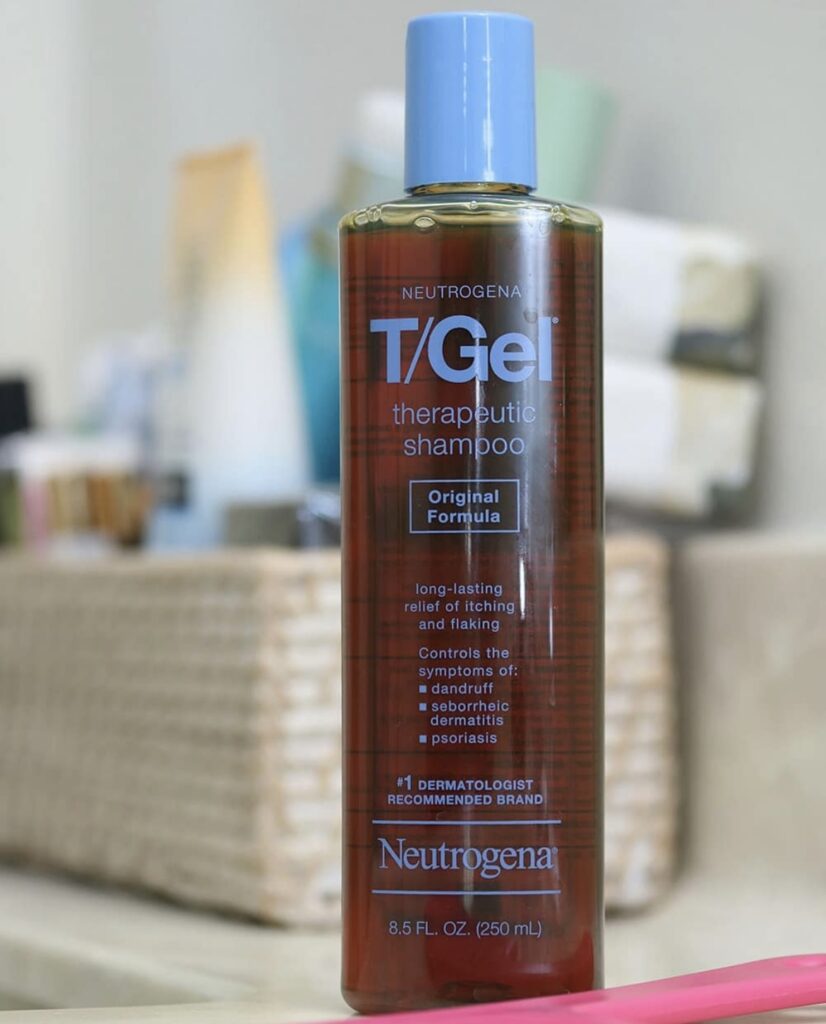 NEUTROGENA
T/Gel®
therapeutic
shampoo
Original
Formula
long-lasting
relief of itching
and flaking
Controls the
symptoms of:
■ dandruff
■ seborrheic
dermatitis
■ psoriasis
#1 DERMATOLOGIST
RECOMMENDED BRAND
Neutrogena®
8.5 FL. OZ. (250 mL)